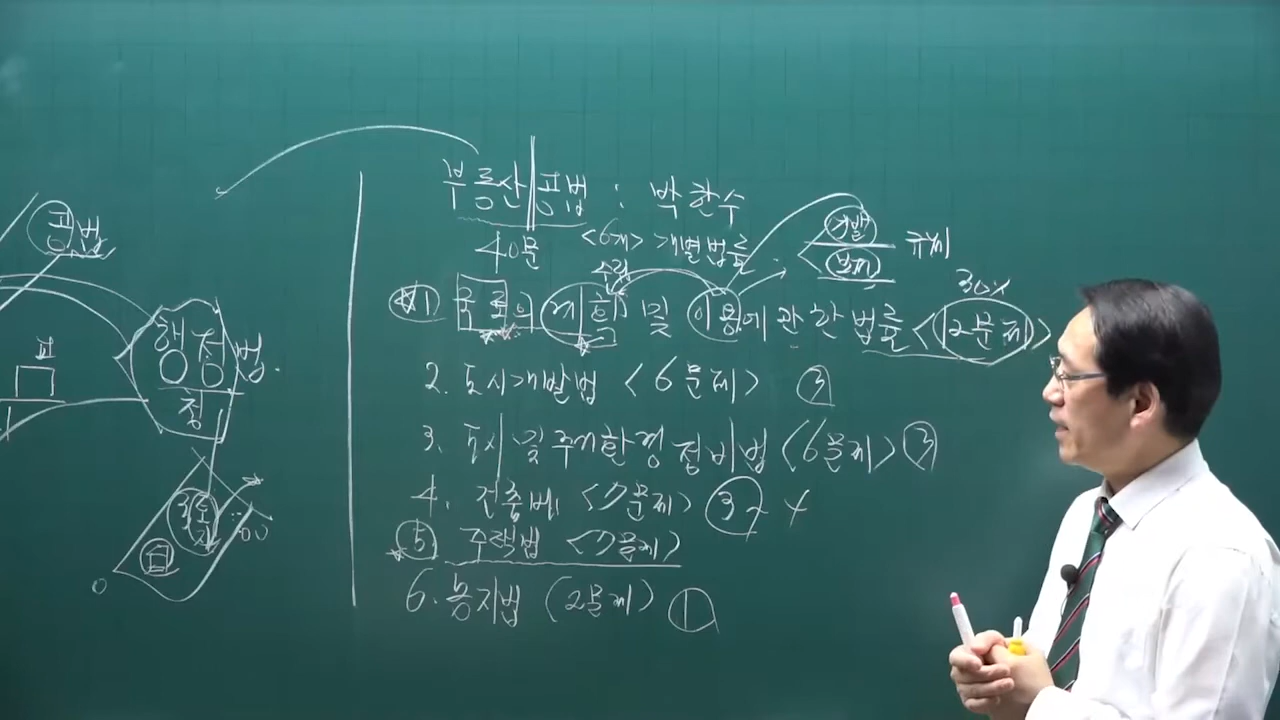 공법
행정법.
정
부동산공법 : 박한수
40문 <6개> 개별법률
개발
규제
수립
1 국토의 계획 및 이용에 관한 법률 <12문제>
30%
2. 도시개발법 <6문제> 3
3. 도시 및 주거환경정비법 <6문제> 3
4. 건축법 <7문제> 3
5 주택법 <7문제>
6. 농지법 (2문제) 1